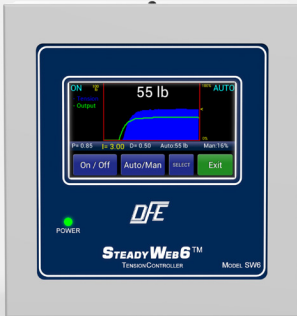 ON
55 lb
100%
AUTO
- Output
0%
P= 0.85
I= 3.00
D= 0.50
Auto:55 lb
Man:16%
On / Off
Auto/Man
SELECT
Exit
POWER
DFE
STEADYWEB6™
TENSIONCONTROLLER
MODEL SW6